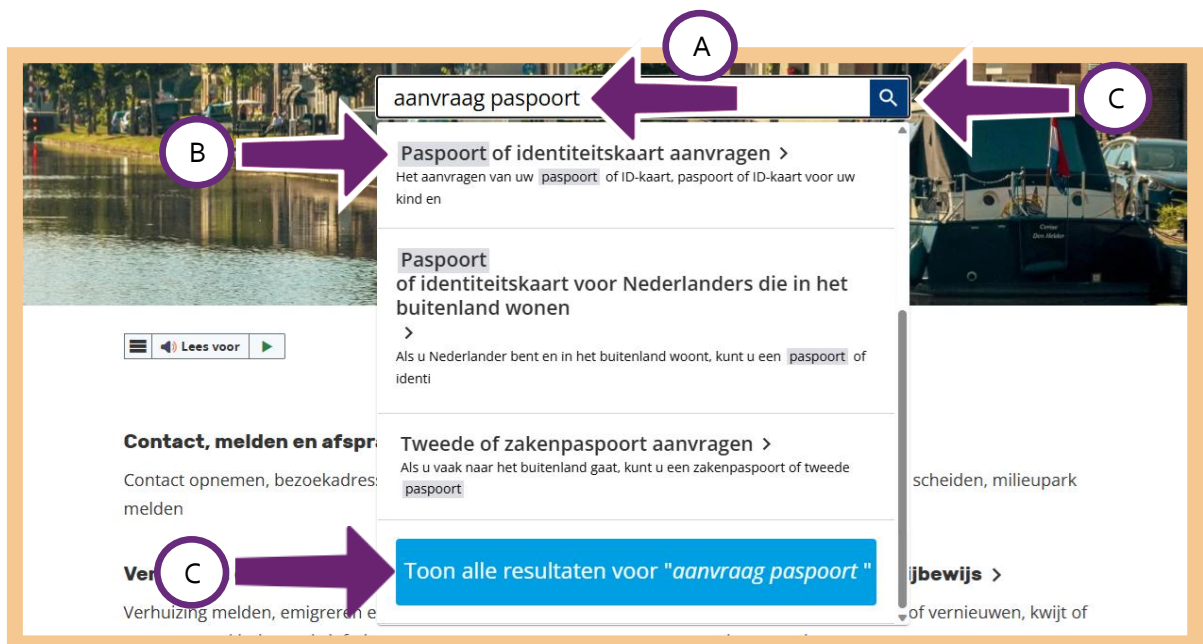 A
aanvraag paspoort
C
B
Paspoort of identiteitskaart aanvragen >
Het aanvragen van uw paspoort of ID-kaart, paspoort of ID-kaart voor uw
kind en
Cortae
Den Helder
Paspoort
of identiteitskaart voor Nederlanders die in het
buitenland wonen
>
Als u Nederlander bent en in het buitenland woont, kunt u een paspoort of
identi
Lees voor
Contact, melden en afspr
Tweede of zakenpaspoort aanvragen >
Als u vaak naar het buitenland gaat, kunt u een zakenpaspoort of tweede
paspoort
Contact opnemen, bezoekadres scheiden, milieupark
melden
C
Toon alle resultaten voor "aanvraag paspoort "
Ver ijbewijs >
Verhuizing melden, emigreren e of vernieuwen, kwijt of